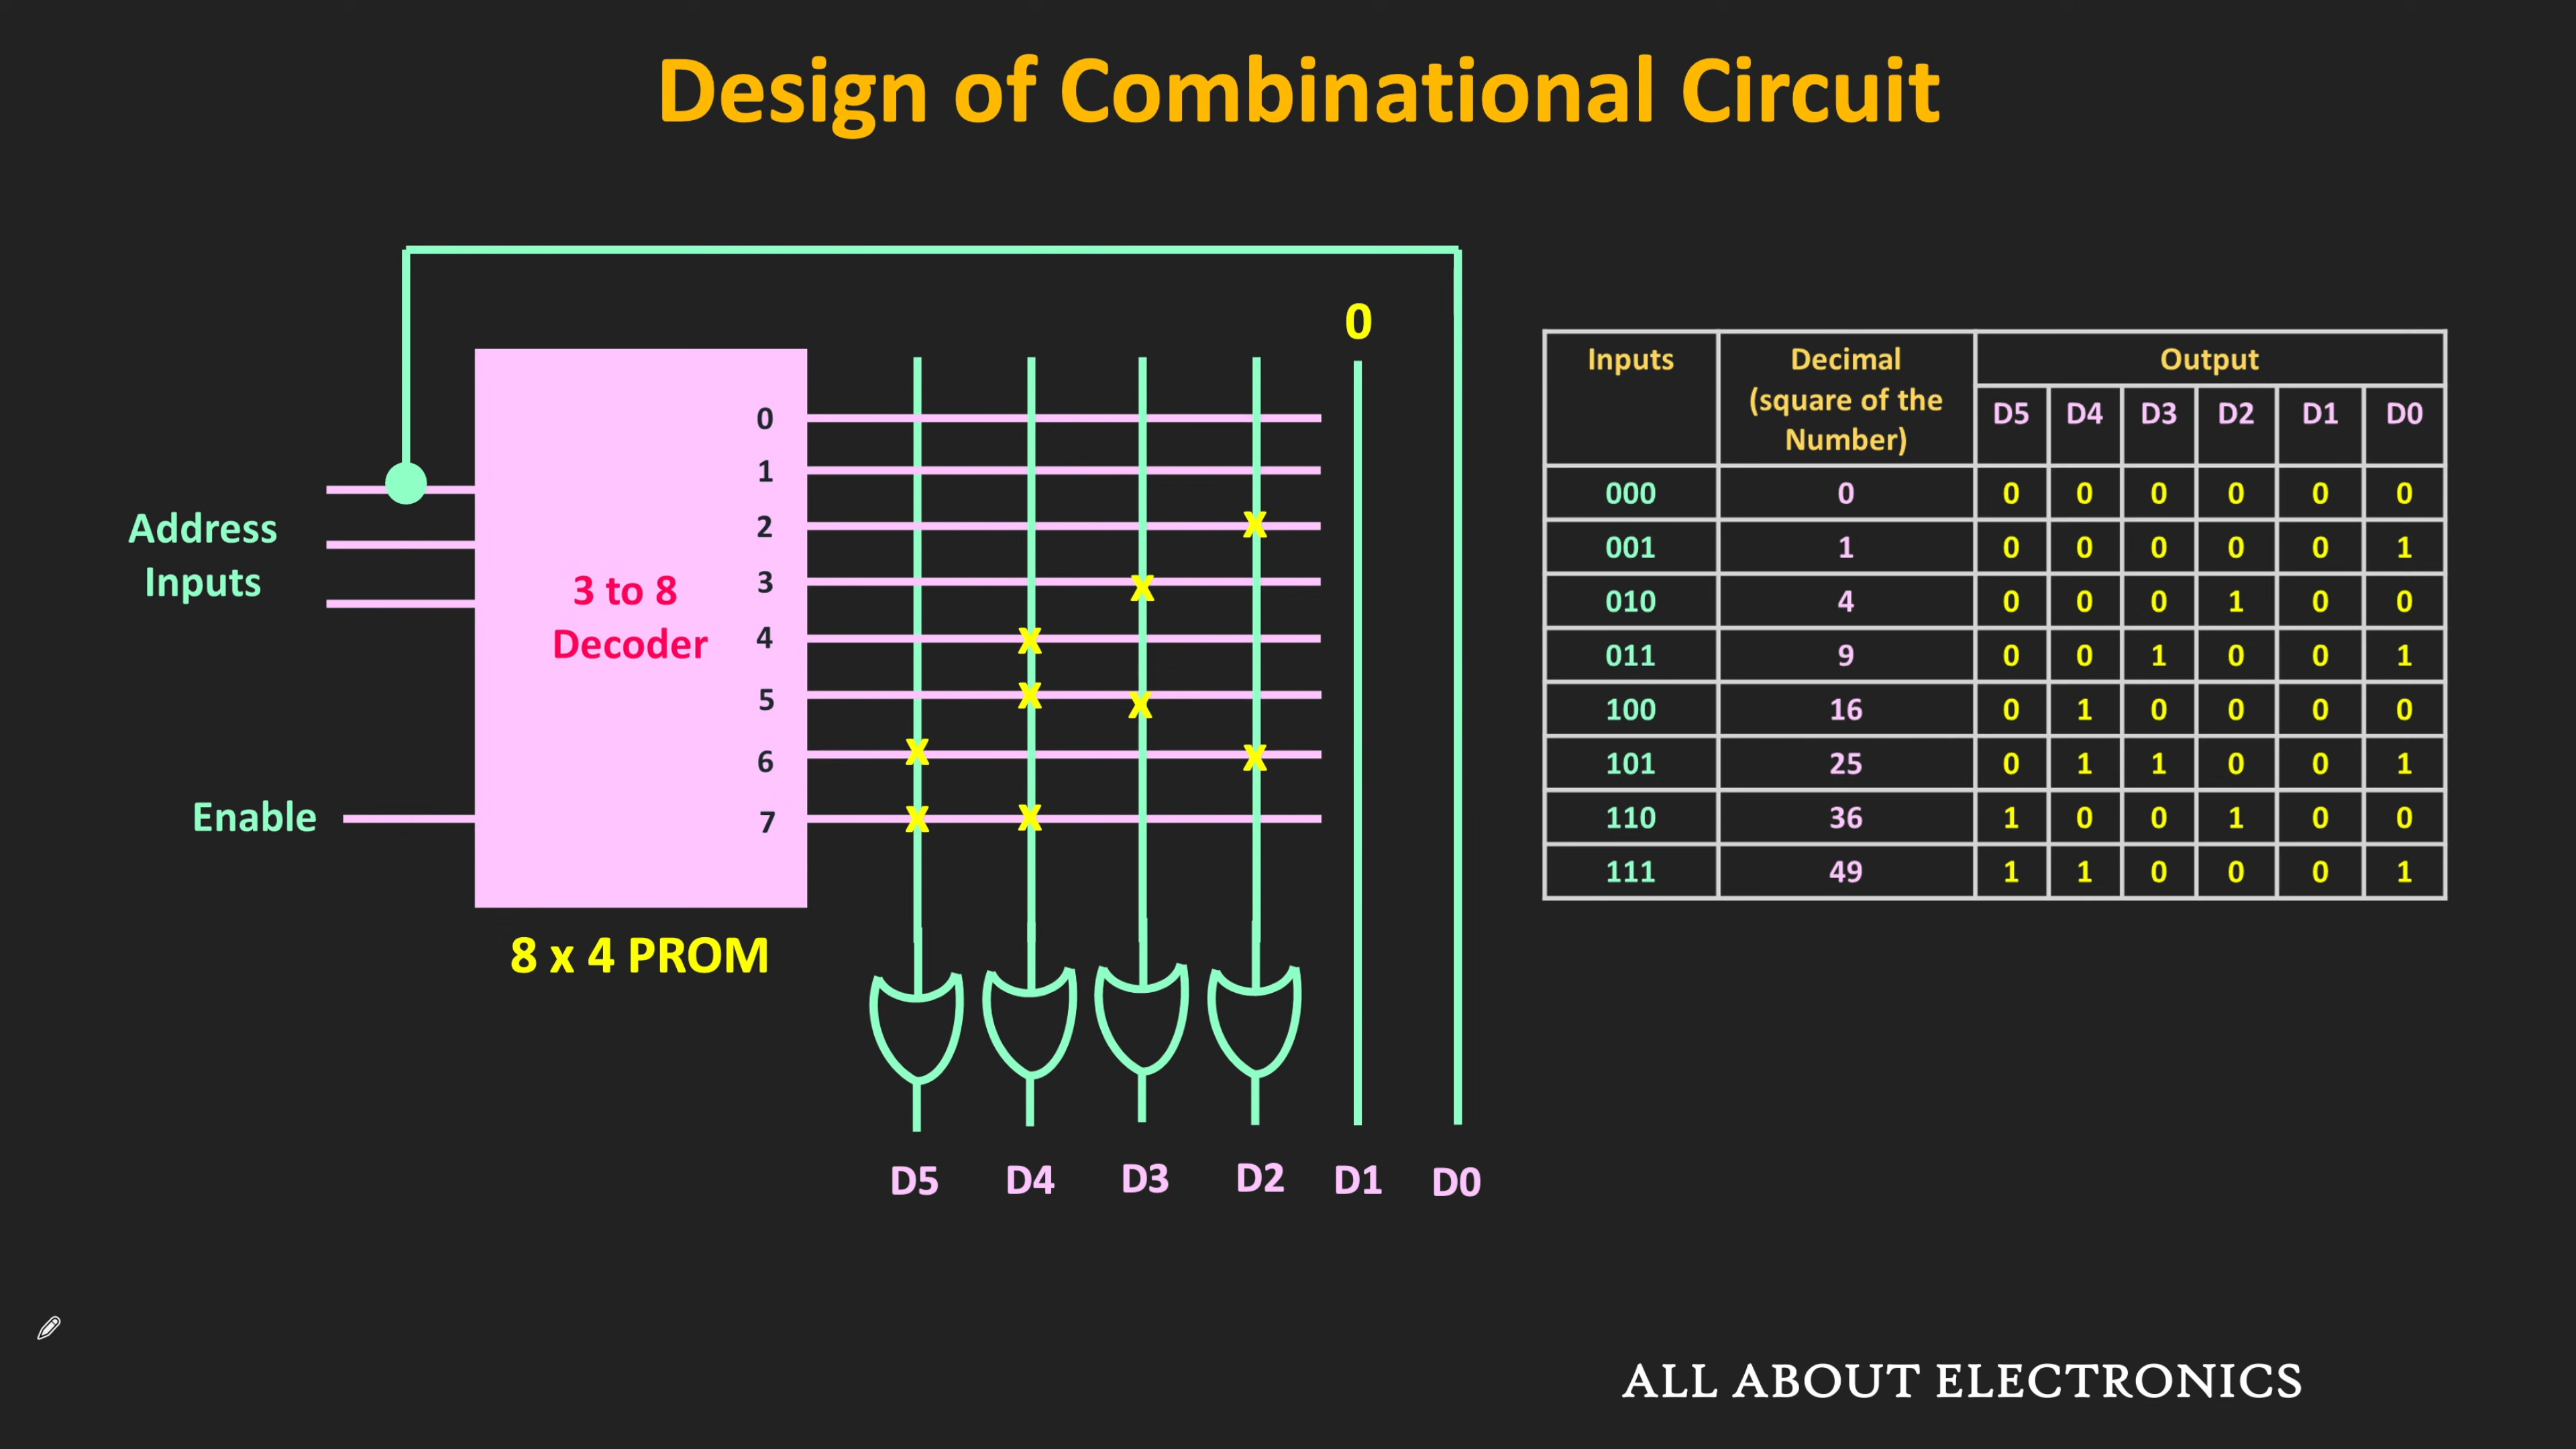 Design of Combinational Circuit
0
Address
Inputs
Enable
3 to 8
Decoder
0
1
2
3
4
5
6
7
X
X
X
X X
X X
X X
8 x 4 PROM
D5 D4 D3 D2 D1 D0
Inputs Decimal (square of the Number) Output
D5 D4 D3 D2 D1 D0
000 0 0 0 0 0 0 0
001 1 0 0 0 0 0 1
010 4 0 0 0 1 0 0
011 9 0 0 1 0 0 1
100 16 0 1 0 0 0 0
101 25 0 1 1 0 0 1
110 36 1 0 0 1 0 0
111 49 1 1 0 0 0 1
ALL ABOUT ELECTRONICS